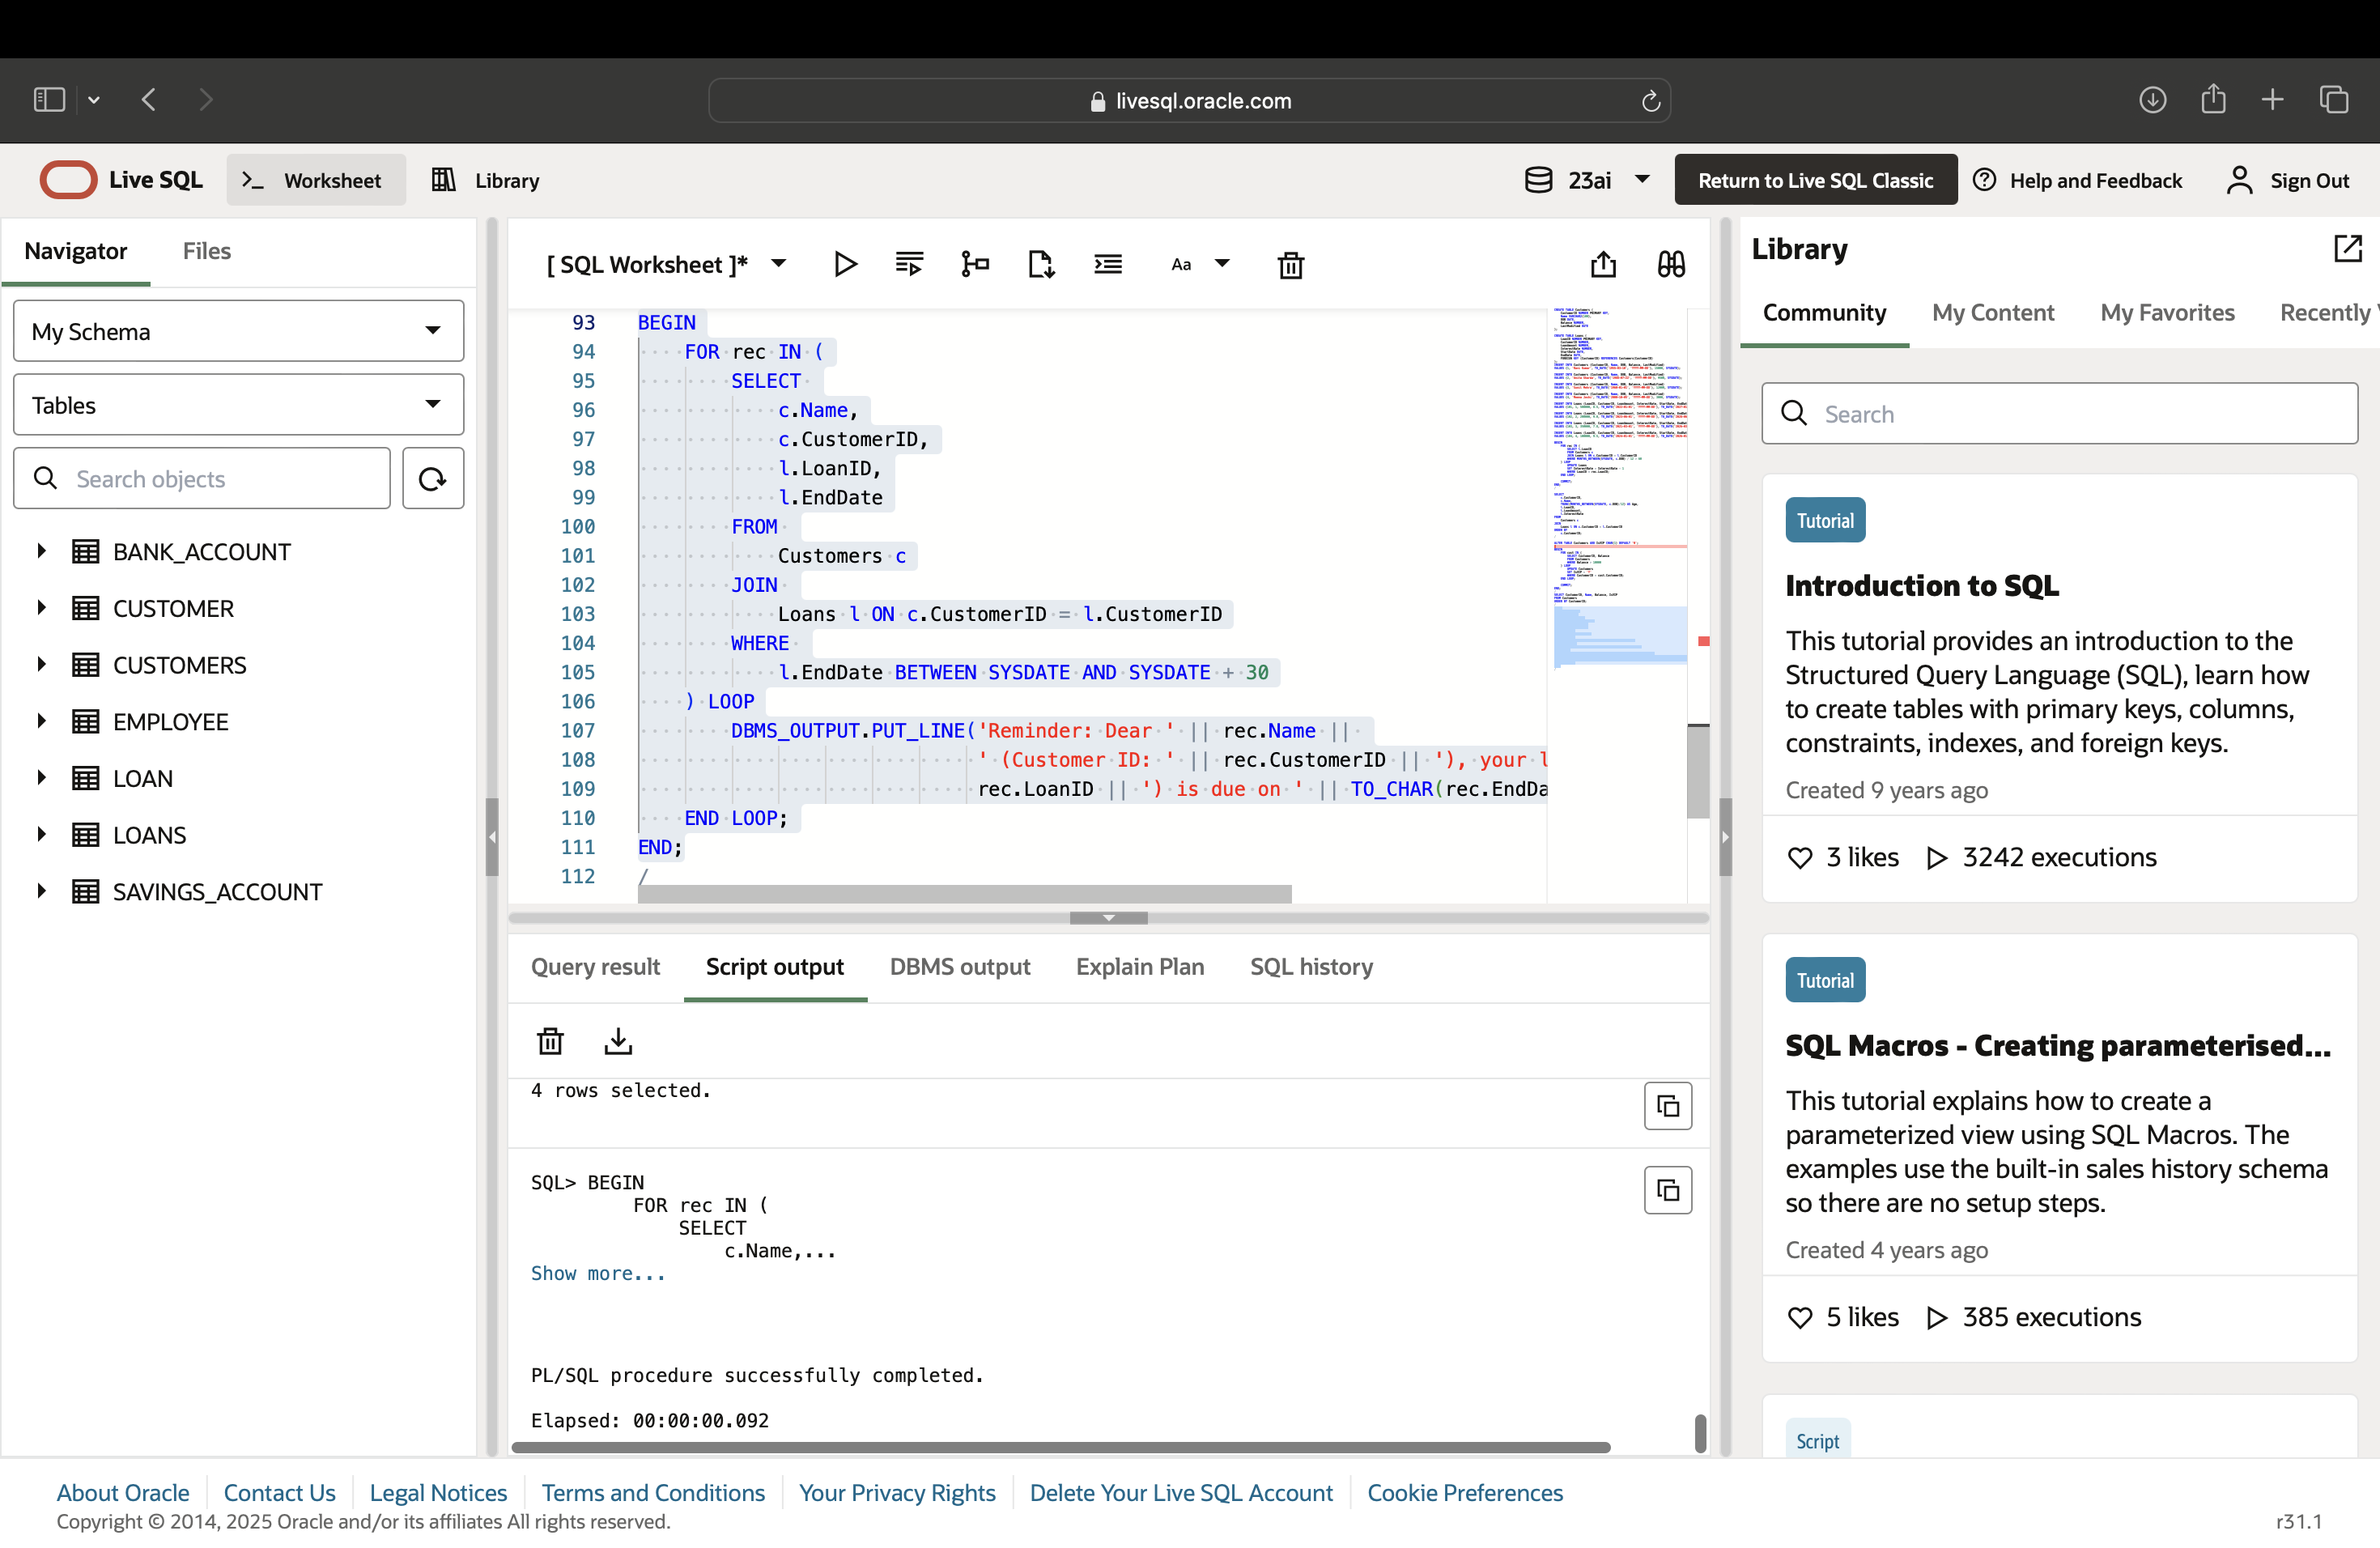 livesql.oracle.com
Live SQL
Worksheet
Library
23ai
Return to Live SQL Classic
Help and Feedback
Sign Out
Navigator
Files
My Schema
Tables
Search objects
BANK_ACCOUNT
CUSTOMER
CUSTOMERS
EMPLOYEE
LOAN
LOANS
SAVINGS_ACCOUNT
[ SQL Worksheet ]*
Aa
93 BEGIN
94 FOR rec IN (
95 SELECT
96 c.Name,
97 c.CustomerID,
98 l.LoanID,
99 l.EndDate
100 FROM
101 Customers c
102 JOIN
103 Loans l ON c.CustomerID = l.CustomerID
104 WHERE
105 l.EndDate BETWEEN SYSDATE AND SYSDATE + 30
106 ) LOOP
107 DBMS_OUTPUT.PUT_LINE('Reminder: Dear ' || rec.Name ||
108 ' (Customer ID: ' || rec.CustomerID || '), your l
109 rec.LoanID || ') is due on ' || TO_CHAR(rec.EndDa
110 END LOOP;
111 END;
112 /
Query result
Script output
DBMS output
Explain Plan
SQL history
4 rows selected.
SQL> BEGIN
FOR rec IN (
SELECT
c.Name,...
Show more...
PL/SQL procedure successfully completed.
Elapsed: 00:00:00.092
Library
Community
My Content
My Favorites
Recently
Search
Tutorial
Introduction to SQL
This tutorial provides an introduction to the
Structured Query Language (SQL), learn how
to create tables with primary keys, columns,
constraints, indexes, and foreign keys.
Created 9 years ago
3 likes
3242 executions
Tutorial
SQL Macros - Creating parameterised...
This tutorial explains how to create a
parameterized view using SQL Macros. The
examples use the built-in sales history schema
so there are no setup steps.
Created 4 years ago
5 likes
385 executions
Script
About Oracle
Contact Us
Legal Notices
Terms and Conditions
Your Privacy Rights
Delete Your Live SQL Account
Cookie Preferences
Copyright © 2014, 2025 Oracle and/or its affiliates All rights reserved.
r31.1